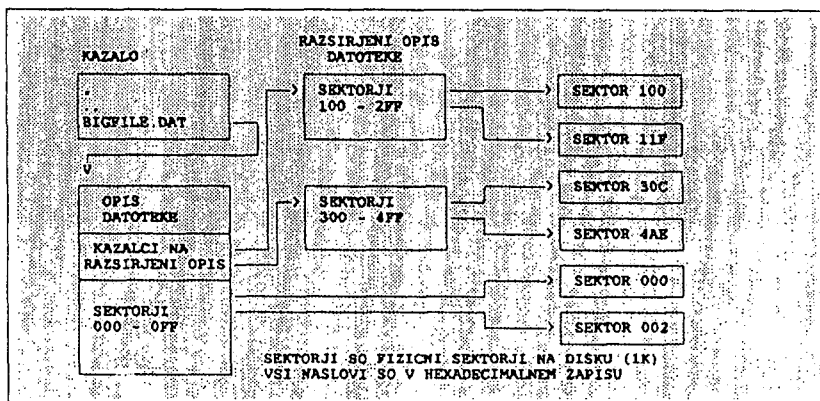 KAZALO
.
..
BIGFILE.DAT
V
OPIS
DATOTEKE
KAZALCI NA
RAZSIRJENI OPIS
SEKTORJI
000 - 0FF
RAZSIRJENI OPIS
DATOTEKE
SEKTORJI
100 - 2FF
SEKTORJI
300 - 4FF
SEKTOR 100
SEKTOR 11F
SEKTOR 30C
SEKTOR 4AE
SEKTOR 000
SEKTOR 002
SEKTORJI SO FIZICNI SEKTORJI NA DISKU (1K)
VSI NASLOVI SO V HEXADECIMALNEM ZAPISU